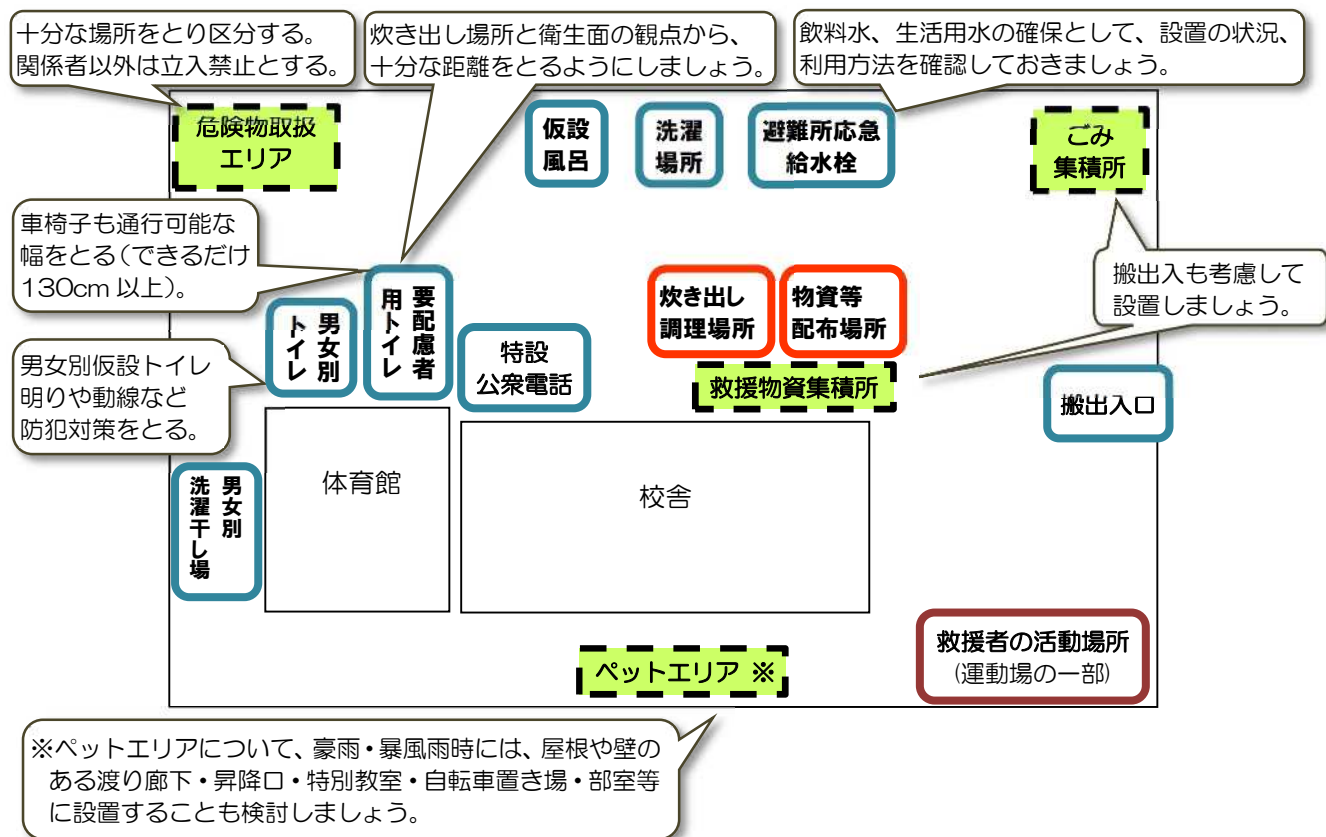 十分な場所をとり区分する。
関係者以外は立入禁止とする。
炊き出し場所と衛生面の観点から、
十分な距離をとるようにしましょう。
飲料水、生活用水の確保として、設置の状況、
利用方法を確認しておきましょう。
危険物取扱
エリア
仮設
風呂
洗濯
場所
避難所応急
給水栓
ごみ
集積所
車椅子も通行可能な
幅をとる(できるだけ
130cm 以上)。
搬出入も考慮して
設置しましょう。
男女別
トイレ
要配慮者
用トイレ
特設
公衆電話
炊き出し
調理場所
物資等
配布場所
救援物資集積所
搬出入口
男女別仮設トイレ
明りや動線など
防犯対策をとる。
男女別
洗濯干し場
体育館
校舎
救援者の活動場所
(運動場の一部)
ペットエリア ※
※ペットエリアについて、豪雨・暴風雨時には、屋根や壁の
ある渡り廊下・昇降口・特別教室・自転車置き場・部室等
に設置することも検討しましょう。